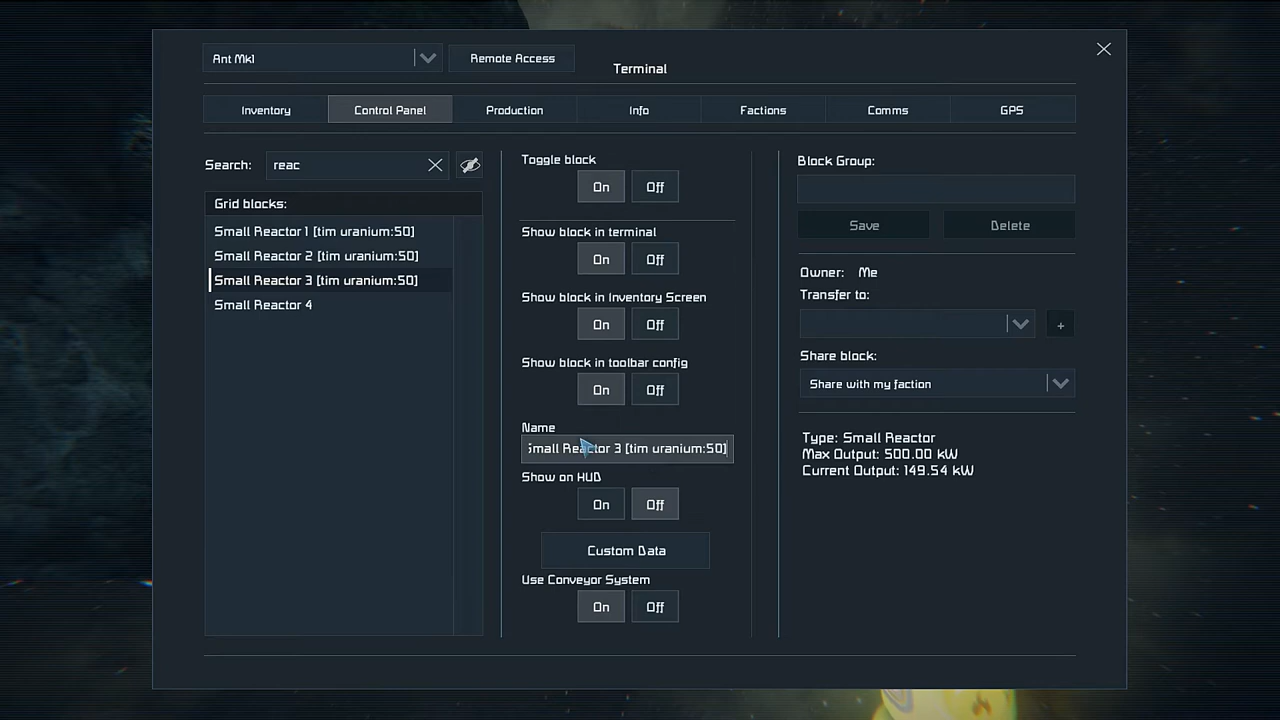 Ant Mk1
Remote Access
Terminal
Inventory
Control Panel
Production
Info
Factions
Comms
GPS
Search:
reac
Grid blocks:
Small Reactor 1 [tim uranium:50]
Small Reactor 2 [tim uranium:50]
Small Reactor 3 [tim uranium:50]
Small Reactor 4
Toggle block
On Off
Show block in terminal
On Off
Show block in Inventory Screen
On Off
Show block in toolbar config
On Off
Name
Small Reactor 3 [tim uranium:50]
Show on HUD
On Off
Custom Data
Use Conveyor System
On Off
Block Group:
Save Delete
Owner: Me
Transfer to:
+
Share block:
Share with my faction
Type: Small Reactor
Max Output: 500.00 kW
Current Output: 149.54 kW